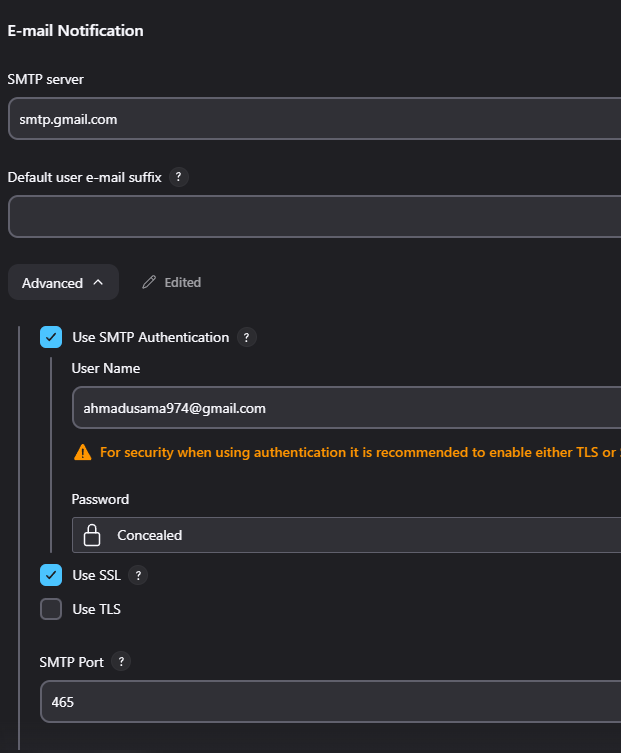 E-mail Notification
SMTP server
smtp.gmail.com
Default user e-mail suffix ?
Advanced Edited
Use SMTP Authentication ?
User Name
ahmadusama974@gmail.com
For security when using authentication it is recommended to enable either TLS or
Password
Concealed
Use SSL ?
Use TLS
SMTP Port ?
465